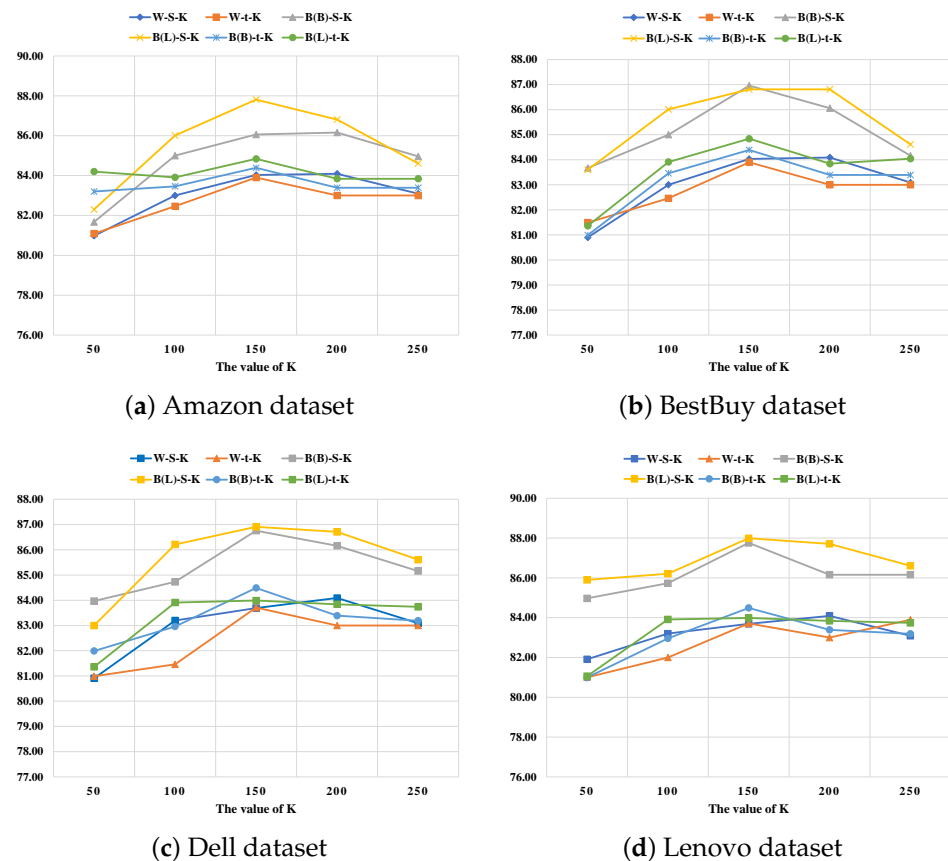 W-S-K W-t-K B(B)-S-K
B(L)-S-K B(B)-t-K B(L)-t-K
90.00
88.00
86.00
84.00
82.00
80.00
78.00
76.00
50 100 150 200 250
The value of K
(a) Amazon dataset
W-S-K W-t-K B(B)-S-K
B(L)-S-K B(B)-t-K B(L)-t-K
88.00
87.00
86.00
85.00
84.00
83.00
82.00
81.00
80.00
79.00
78.00
77.00
50 100 150 200 250
The value of K
(b) BestBuy dataset
W-S-K W-t-K B(B)-S-K
B(L)-S-K B(B)-t-K B(L)-t-K
88.00
87.00
86.00
85.00
84.00
83.00
82.00
81.00
80.00
79.00
78.00
77.00
50 100 150 200 250
The value of K
(c) Dell dataset
W-S-K W-t-K B(B)-S-K
B(L)-S-K B(B)-t-K B(L)-t-K
90.00
88.00
86.00
84.00
82.00
80.00
78.00
76.00
50 100 150 200 250
The value of K
(d) Lenovo dataset